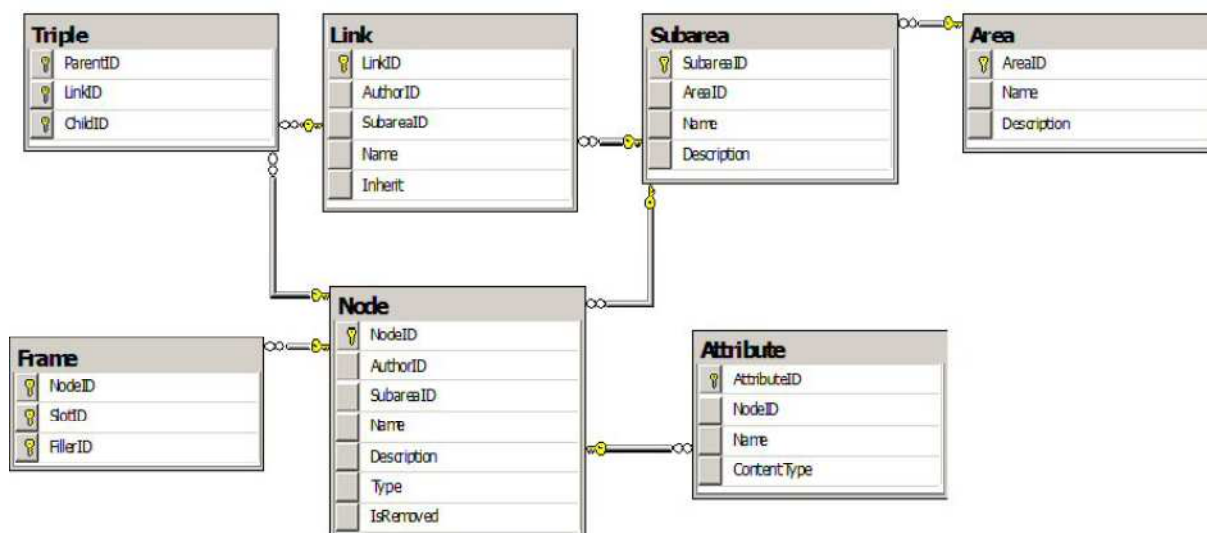 Triple
ParentID
LinkID
ChildID
Link
LinkID
AuthorID
SubareaID
Name
Inherit
Subarea
SubareaID
AreaID
Name
Description
Area
AreaID
Name
Description
Frame
NodeID
SlotID
FillerID
Node
NodeID
AuthorID
SubareaID
Name
Description
Type
IsRemoved
Attribute
AttributeID
NodeID
Name
ContentType